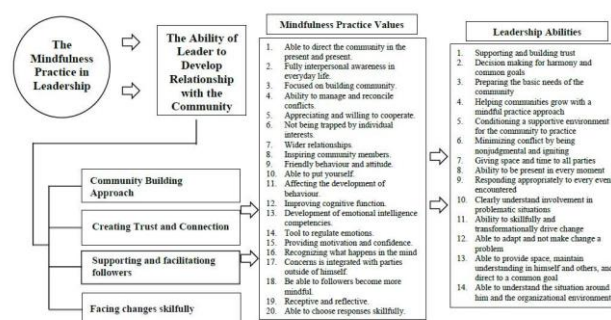 The
Mindfulness
Practice in
Leadership
The Ability of
Leader to
Develop
Relationship
with the
Community
Community Building
Approach
Creating Trust and Connection
Supporting and facilitationg
followers
Facing changes skilfully
Mindfulness Practice Values
1. Able to direct the community in the
present and present.
2. Fully interpersonal awareness in
everyday life.
3. Focused on building community.
4. Ability to manage and reconcile
conflicts.
5. Appreciating and willing to cooperate.
6. Not being trapped by individual
interests.
7. Wider relationships.
8. Inspiring community members.
9. Friendly behaviour and attitude.
10. Able to put yourself.
11. Affecting the development of
behaviour.
12. Improving cognitive function.
13. Development of emotional intelligence
competencies.
14. Tool to regulate emotions.
15. Providing motivation and confidence.
16. Recognizing what happens in the mind
17. Concerns is integrated with parties
outside of himself.
18. Be able to followers become more
mindful.
19. Receptive and reflective.
20. Able to choose responses skillfully.
Leadership Abilities
1. Supporting and building trust
2. Decision making for harmony and
common goals
3. Preparing the basic needs of the
community
4. Helping communities grow with a
mindful practice approach
5. Conditioning a supportive environment
for the community to practice
6. Minimizing conflict by being
nonjudgmental and igniting
7. Giving space and time to all parties
8. Ability to be present in every moment
9. Responding appropriately to every even
encountered
10. Clearly understand involvement in
problematic situations
11. Ability to skillfully and
transformationally drive change
12. Able to adapt and not make change a
problem
13. Able to provide space, maintain
understanding in himself and others, and
direct to a common goal
14. Able to understand the situation around
him and the organizational environment